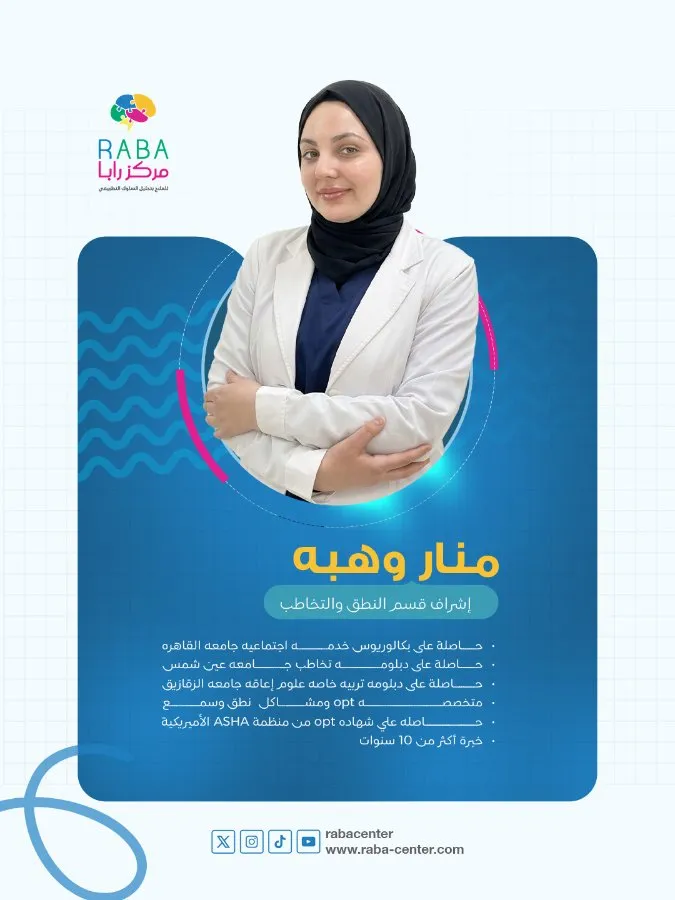 RABA
مركز رابا
للعلاج بتحليل السلوك التطبيقي
منار وهبه
إشراف قسم النطق والتخاطب
• حاصلة على بكالوريوس خدمه اجتماعيه جامعه القاهره
• حاصلة على دبلومه تخاطب جامعه عين شمس
• حاصلة على دبلومه تربيه خاصه علوم إعاقه جامعه الزقازيق
• متخصصه opt ومشاكل نطق وسمع
• حاصله علي شهاده opt من منظمة ASHA الأميريكية
• خبرة أكثر من 10 سنوات
rabacenter
www.raba-center.com